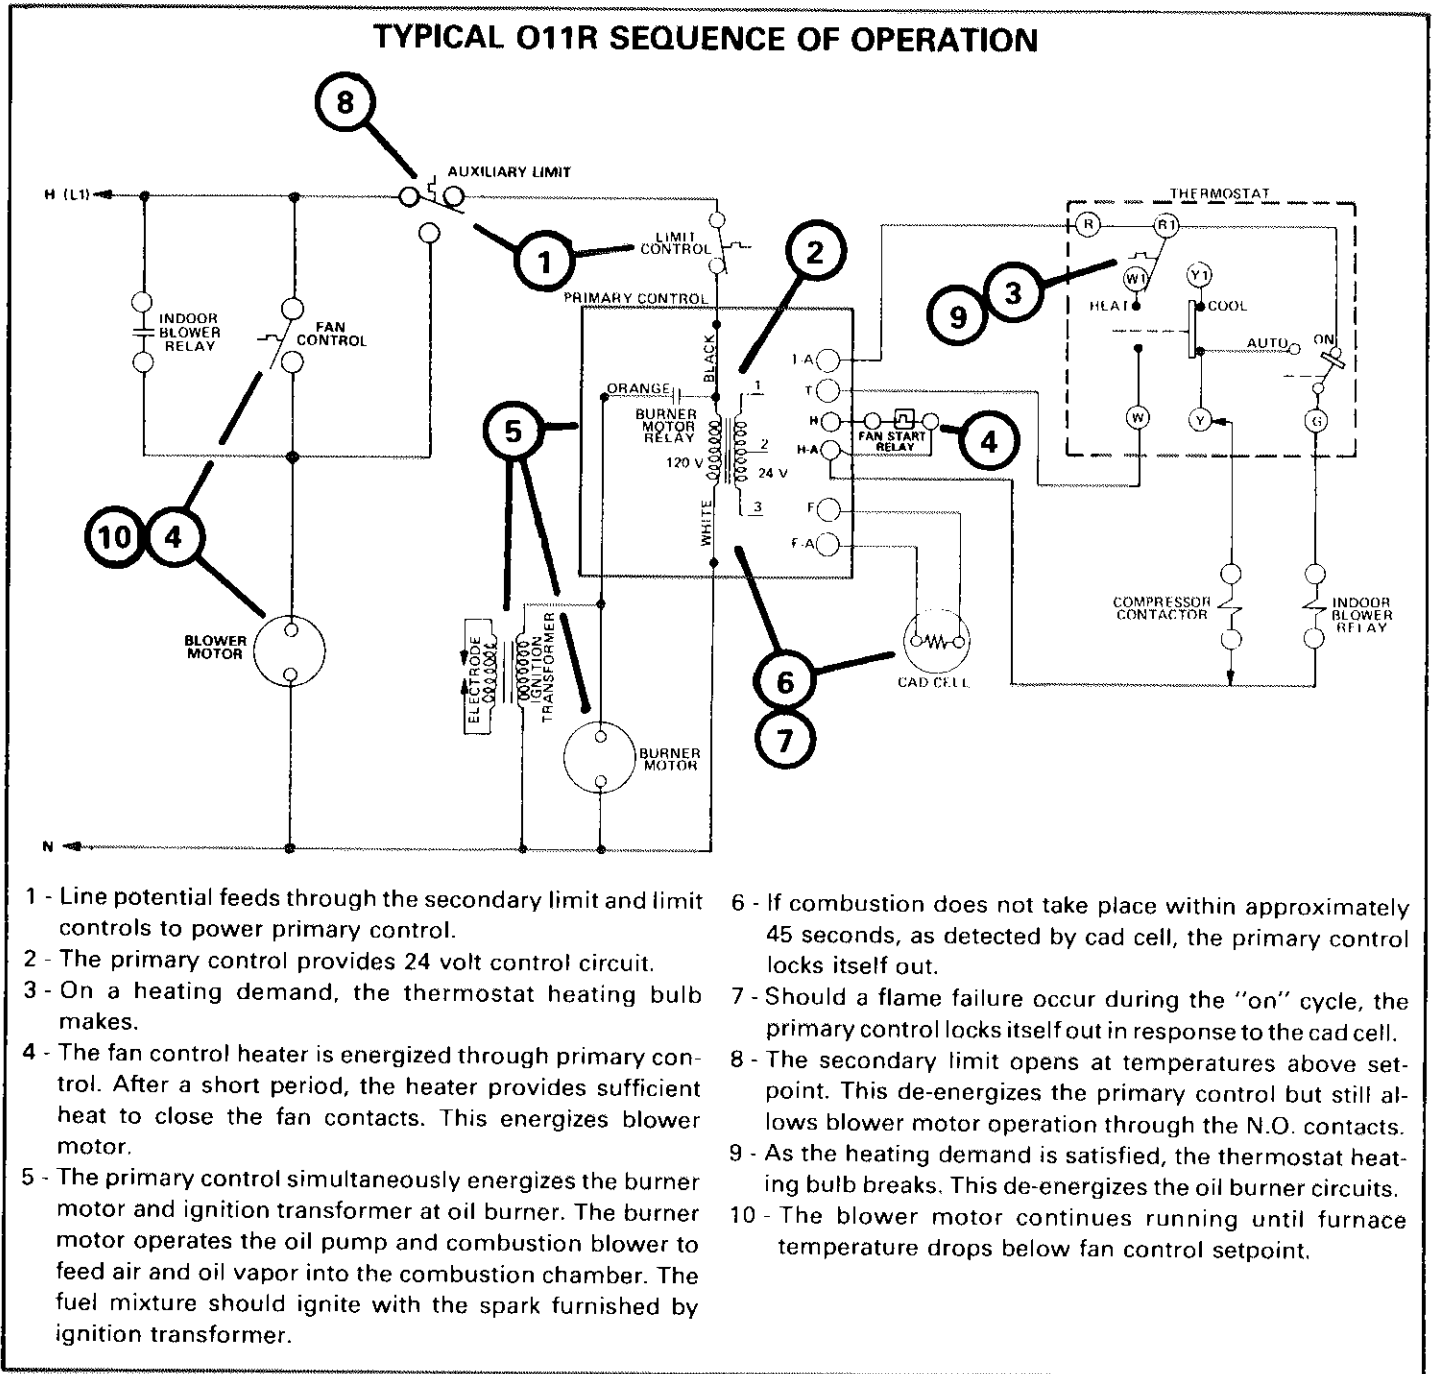 TYPICAL O11R SEQUENCE OF OPERATION
8
AUXILIARY LIMIT
H (L1)
THERMOSTAT
R
R1
LIMIT
CONTROL
1
2
3
9
W1
Y1
PRIMARY CONTROL
HEAT
COOL
INDOOR
BLOWER
RELAY
FAN
CONTROL
BLACK
AUTO
ON
T-A
ORANGE
1
T
BURNER
MOTOR
RELAY
H
FAN START
RELAY
4
W
Y
G
5
2
120 V
24 V
H-A
WHITE
3
F
F-A
10
4
COMPRESSOR
CONTACTOR
INDOOR
BLOWER
RELAY
BLOWER
MOTOR
ELECTRODE
IGNITION
TRANSFORMER
6
CAD CELL
7
BURNER
MOTOR
N
1 - Line potential feeds through the secondary limit and limit
controls to power primary control.
2 - The primary control provides 24 volt control circuit.
3 - On a heating demand, the thermostat heating bulb
makes.
4 - The fan control heater is energized through primary con-
trol. After a short period, the heater provides sufficient
heat to close the fan contacts. This energizes blower
motor.
5 - The primary control simultaneously energizes the burner
motor and ignition transformer at oil burner. The burner
motor operates the oil pump and combustion blower to
feed air and oil vapor into the combustion chamber. The
fuel mixture should ignite with the spark furnished by
ignition transformer.
6 - If combustion does not take place within approximately
45 seconds, as detected by cad cell, the primary control
locks itself out.
7 - Should a flame failure occur during the "on" cycle, the
primary control locks itself out in response to the cad cell.
8 - The secondary limit opens at temperatures above set-
point. This de-energizes the primary control but still al-
lows blower motor operation through the N.O. contacts.
9 - As the heating demand is satisfied, the thermostat heat-
ing bulb breaks. This de-energizes the oil burner circuits.
10 - The blower motor continues running until furnace
temperature drops below fan control setpoint.